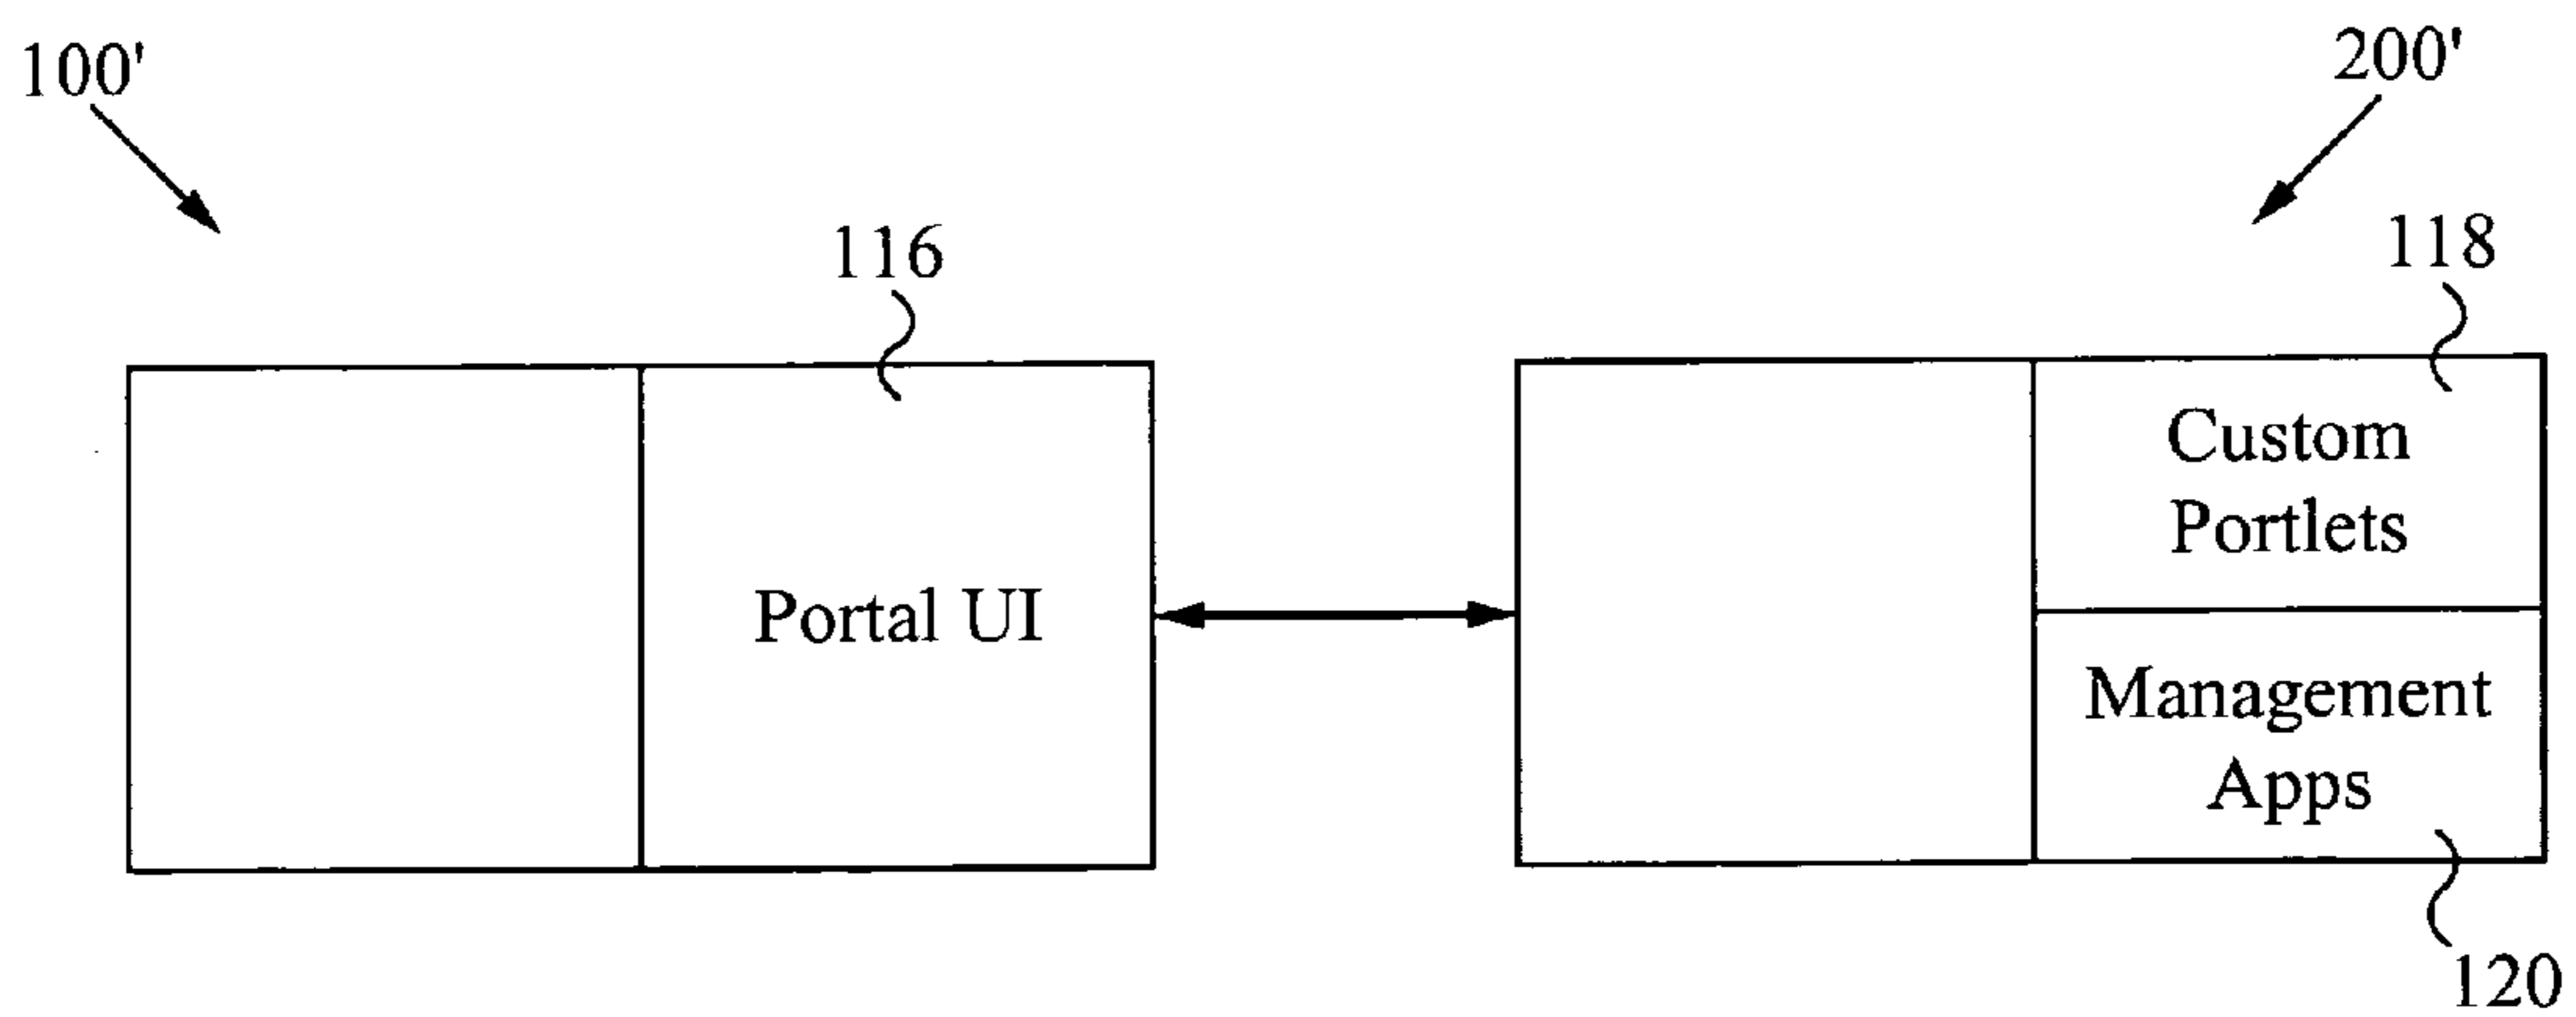 100'
200'
116
118
Custom
Portlets
Portal UI
Management
Apps
120